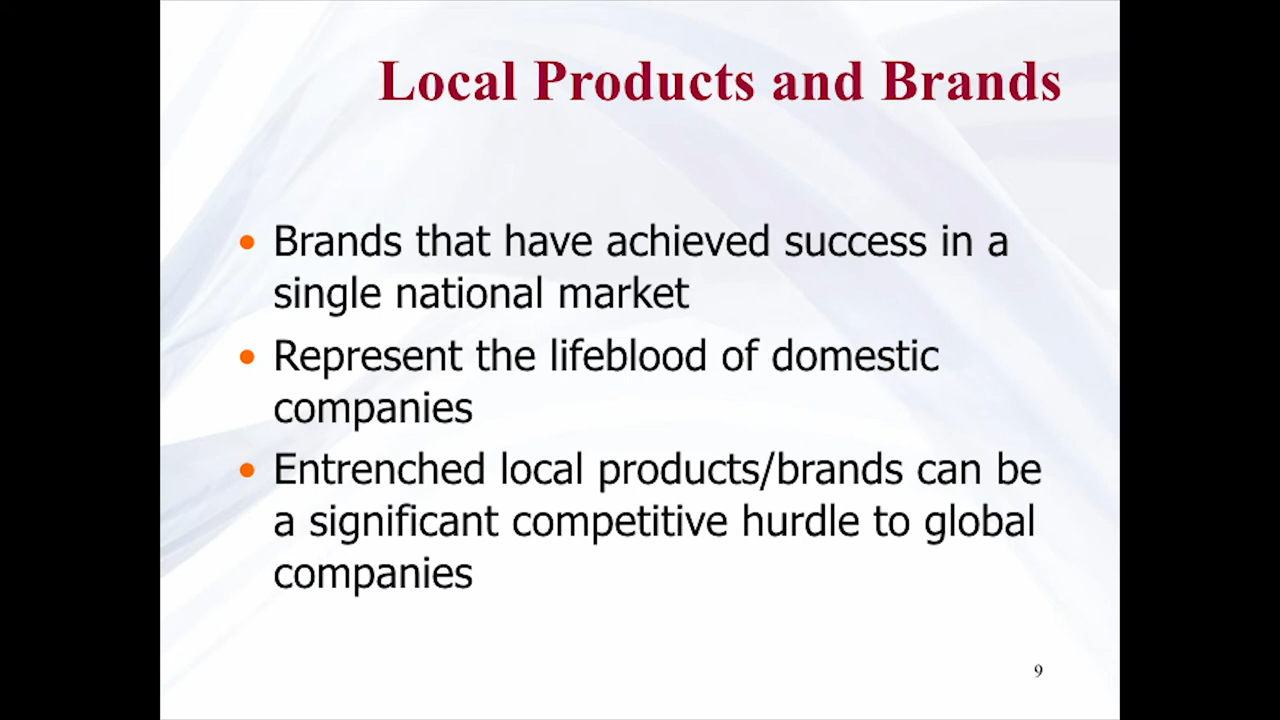 Local Products and Brands
• Brands that have achieved success in a
single national market
• Represent the lifeblood of domestic
companies
• Entrenched local products/brands can be
a significant competitive hurdle to global
companies
9